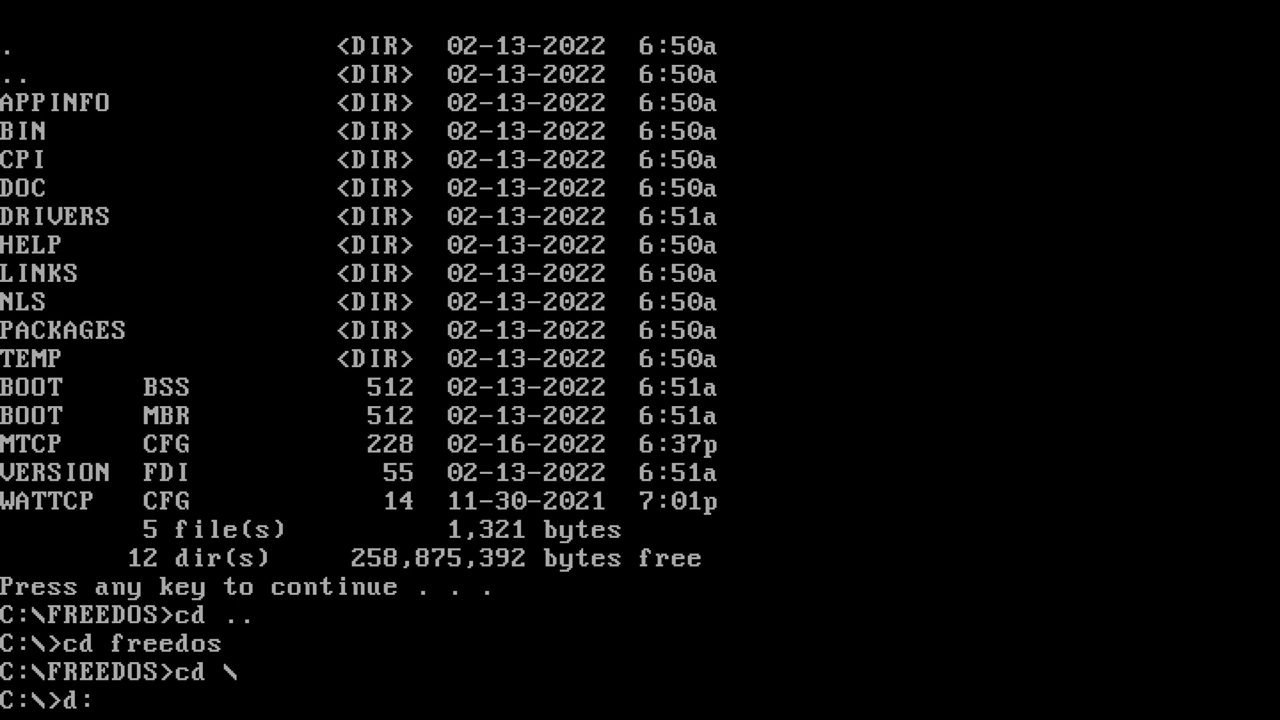 .                    <DIR>  02-13-2022  6:50a
..                   <DIR>  02-13-2022  6:50a
APPINFO              <DIR>  02-13-2022  6:50a
BIN                  <DIR>  02-13-2022  6:50a
CPI                  <DIR>  02-13-2022  6:50a
DOC                  <DIR>  02-13-2022  6:50a
DRIVERS              <DIR>  02-13-2022  6:51a
HELP                 <DIR>  02-13-2022  6:50a
LINKS                <DIR>  02-13-2022  6:50a
NLS                  <DIR>  02-13-2022  6:50a
PACKAGES             <DIR>  02-13-2022  6:50a
TEMP                 <DIR>  02-13-2022  6:50a
BOOT     BSS           512  02-13-2022  6:51a
BOOT     MBR           512  02-13-2022  6:51a
MTCP     CFG           228  02-16-2022  6:37p
VERSION  FDI            55  02-13-2022  6:51a
WATTCP   CFG            14  11-30-2021  7:01p
         5 file(s)          1,321 bytes
        12 dir(s)     258,875,392 bytes free
Press any key to continue . . .
C:\FREEDOS>cd ..
C:\>cd freedos
C:\FREEDOS>cd \
C:\>d: